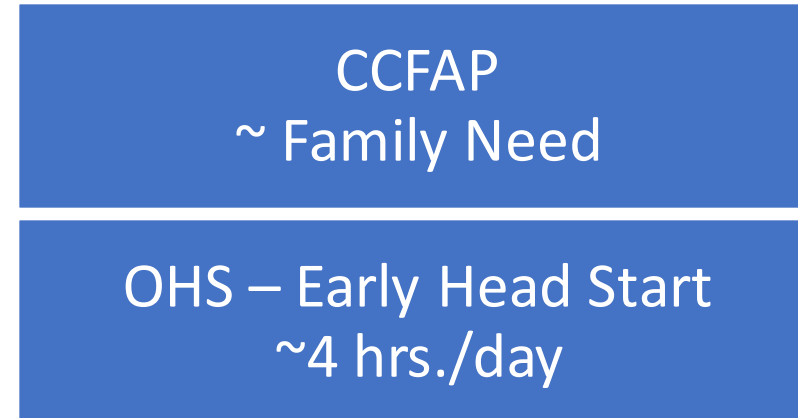 CCFAP
~ Family Need
OHS – Early Head Start
~4 hrs./day